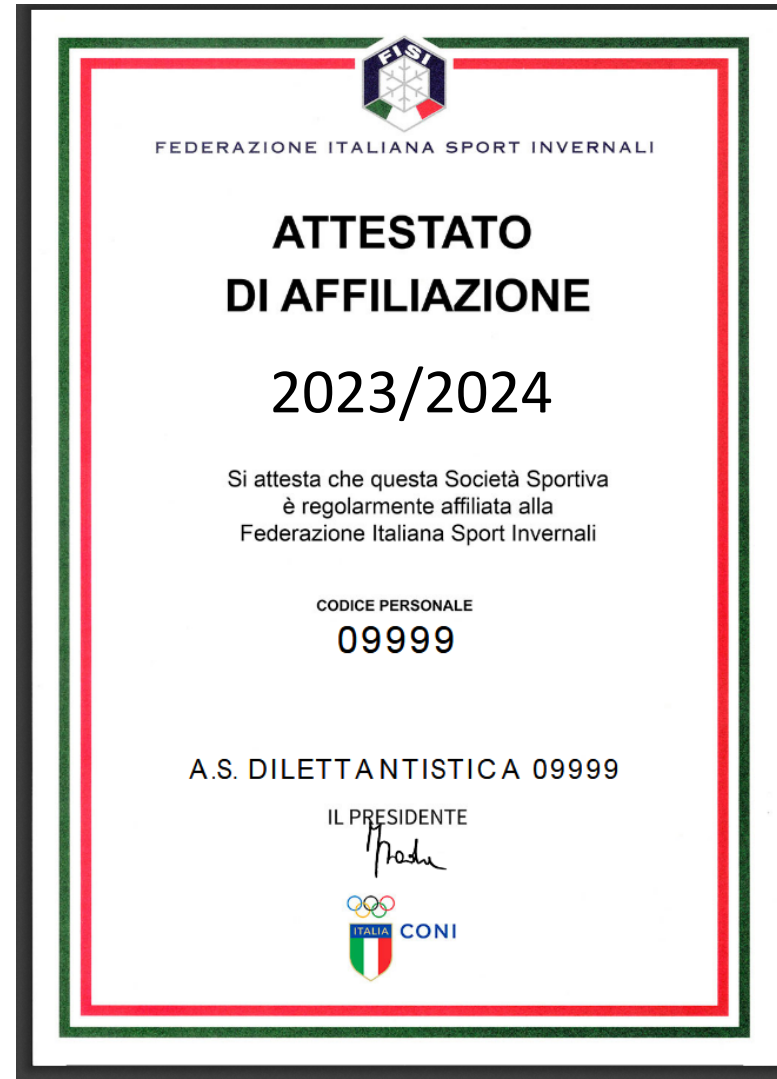 FISI
FEDERAZIONE ITALIANA SPORT INVERNALI
ATTESTATO
DI AFFILIAZIONE
2023/2024
Si attesta che questa Società Sportiva
è regolarmente affiliata alla
Federazione Italiana Sport Invernali
CODICE PERSONALE
09999
A.S. DILETTANTISTICA 09999
IL PRESIDENTE
ITALIA CONI